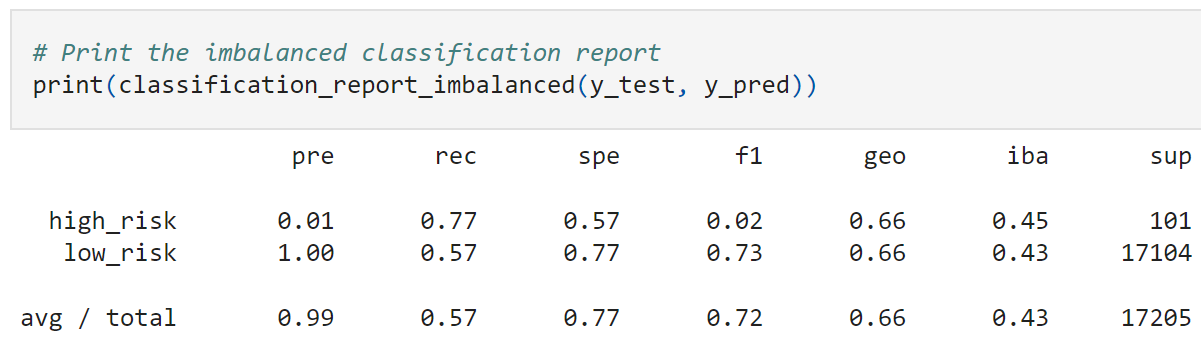 # Print the imbalanced classification report
print(classification_report_imbalanced(y_test, y_pred))
pre rec spe f1 geo iba sup
high_risk 0.01 0.77 0.57 0.02 0.66 0.45 101
low_risk 1.00 0.57 0.77 0.73 0.66 0.43 17104
avg / total 0.99 0.57 0.77 0.72 0.66 0.43 17205